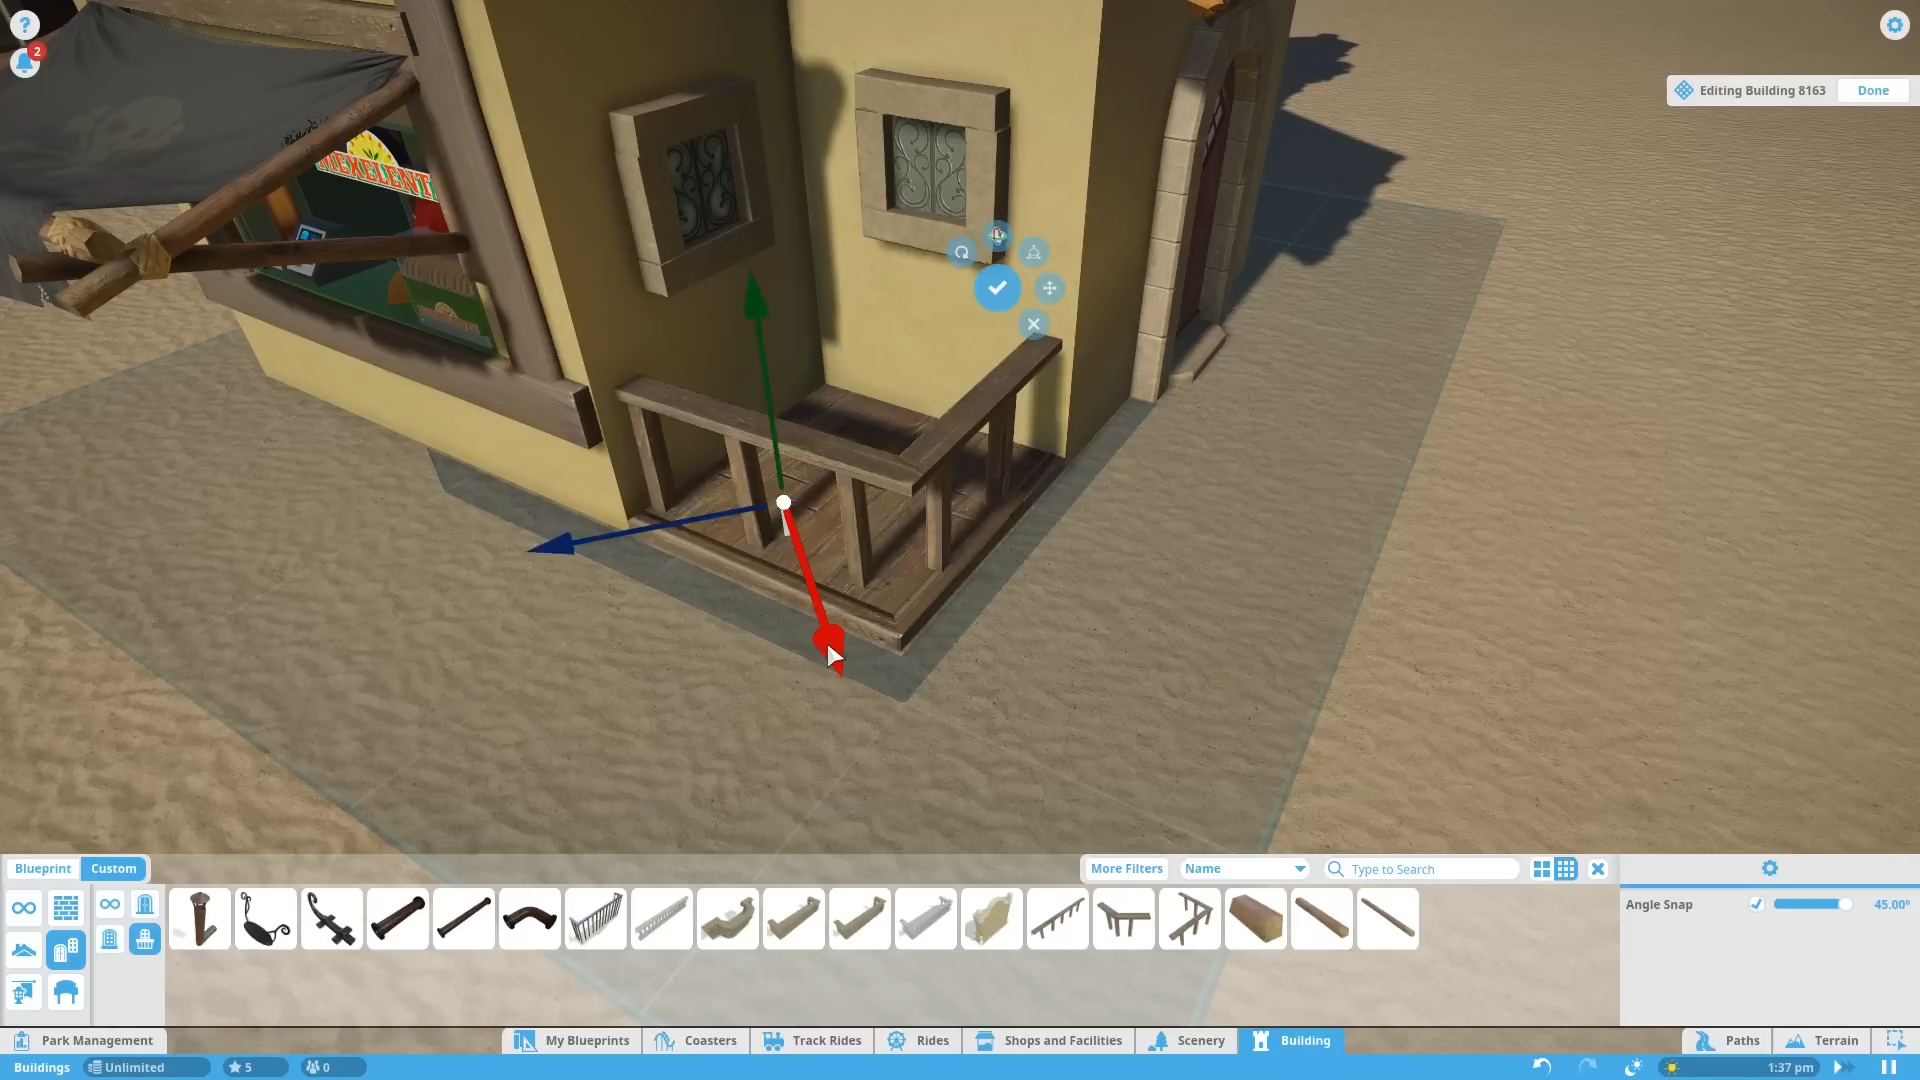 ?
2
Editing Building 8163
Done
MEXELENTE
Blueprint
Custom
More Filters
Name
Type to Search
Angle Snap
45.00°
Park Management
My Blueprints
Coasters
Track Rides
Rides
Shops and Facilities
Scenery
Building
Paths
Terrain
Buildings
Unlimited
5
0
1:37 pm